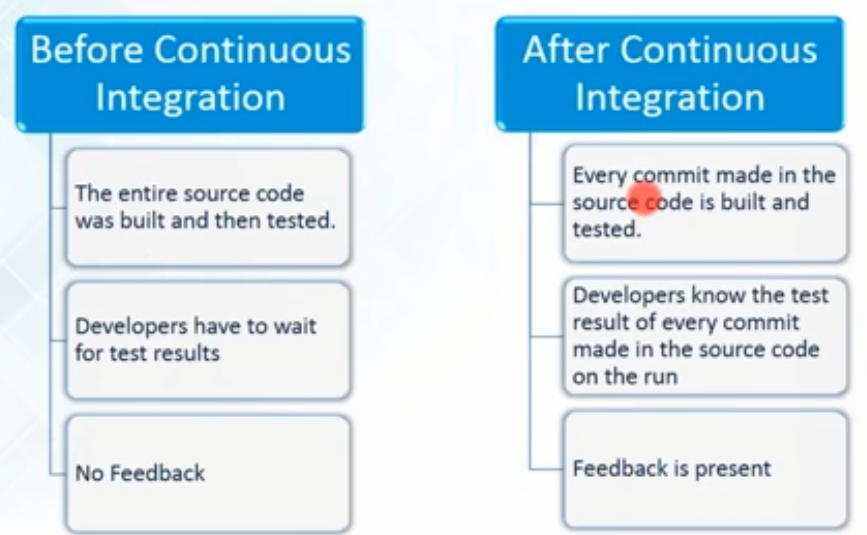 Before Continuous
Integration
The entire source code
was built and then tested.
Developers have to wait
for test results
No Feedback
After Continuous
Integration
Every commit made in the
source code is built and
tested.
Developers know the test
result of every commit
made in the source code
on the run
Feedback is present